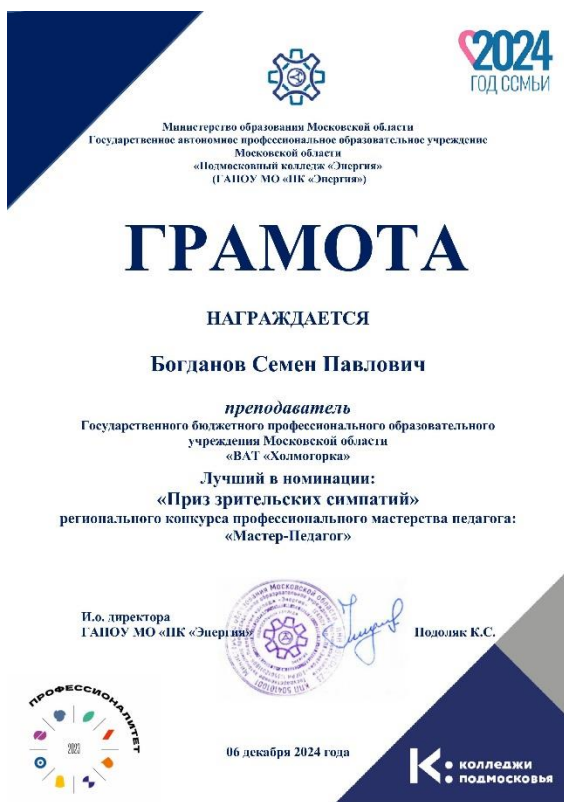 2024
ГОД СЕМЬИ
Министерство образования Московской области
Государственное автономное профессиональное образовательное учреждение
Московской области
«Подмосковный колледж «Энергия»
(ГАПОУ МО «ПК «Энергия»)
ГРАМОТА
НАГРАЖДАЕТСЯ
Богданов Семен Павлович
преподаватель
Государственного бюджетного профессионального образовательного
учреждения Московской области
«ВАТ «Холмогорка»
Лучший в номинации:
«Приз зрительских симпатий»
регионального конкурса профессионального мастерства педагога:
«Мастер-Педагог»
И.о. директора
ГАПОУ МО «ПК «Энергия»
Подоляк К.С.
ПРОФЕССИОНАЛИТЕТ
06 декабря 2024 года
К:
колледжи
подмосковья